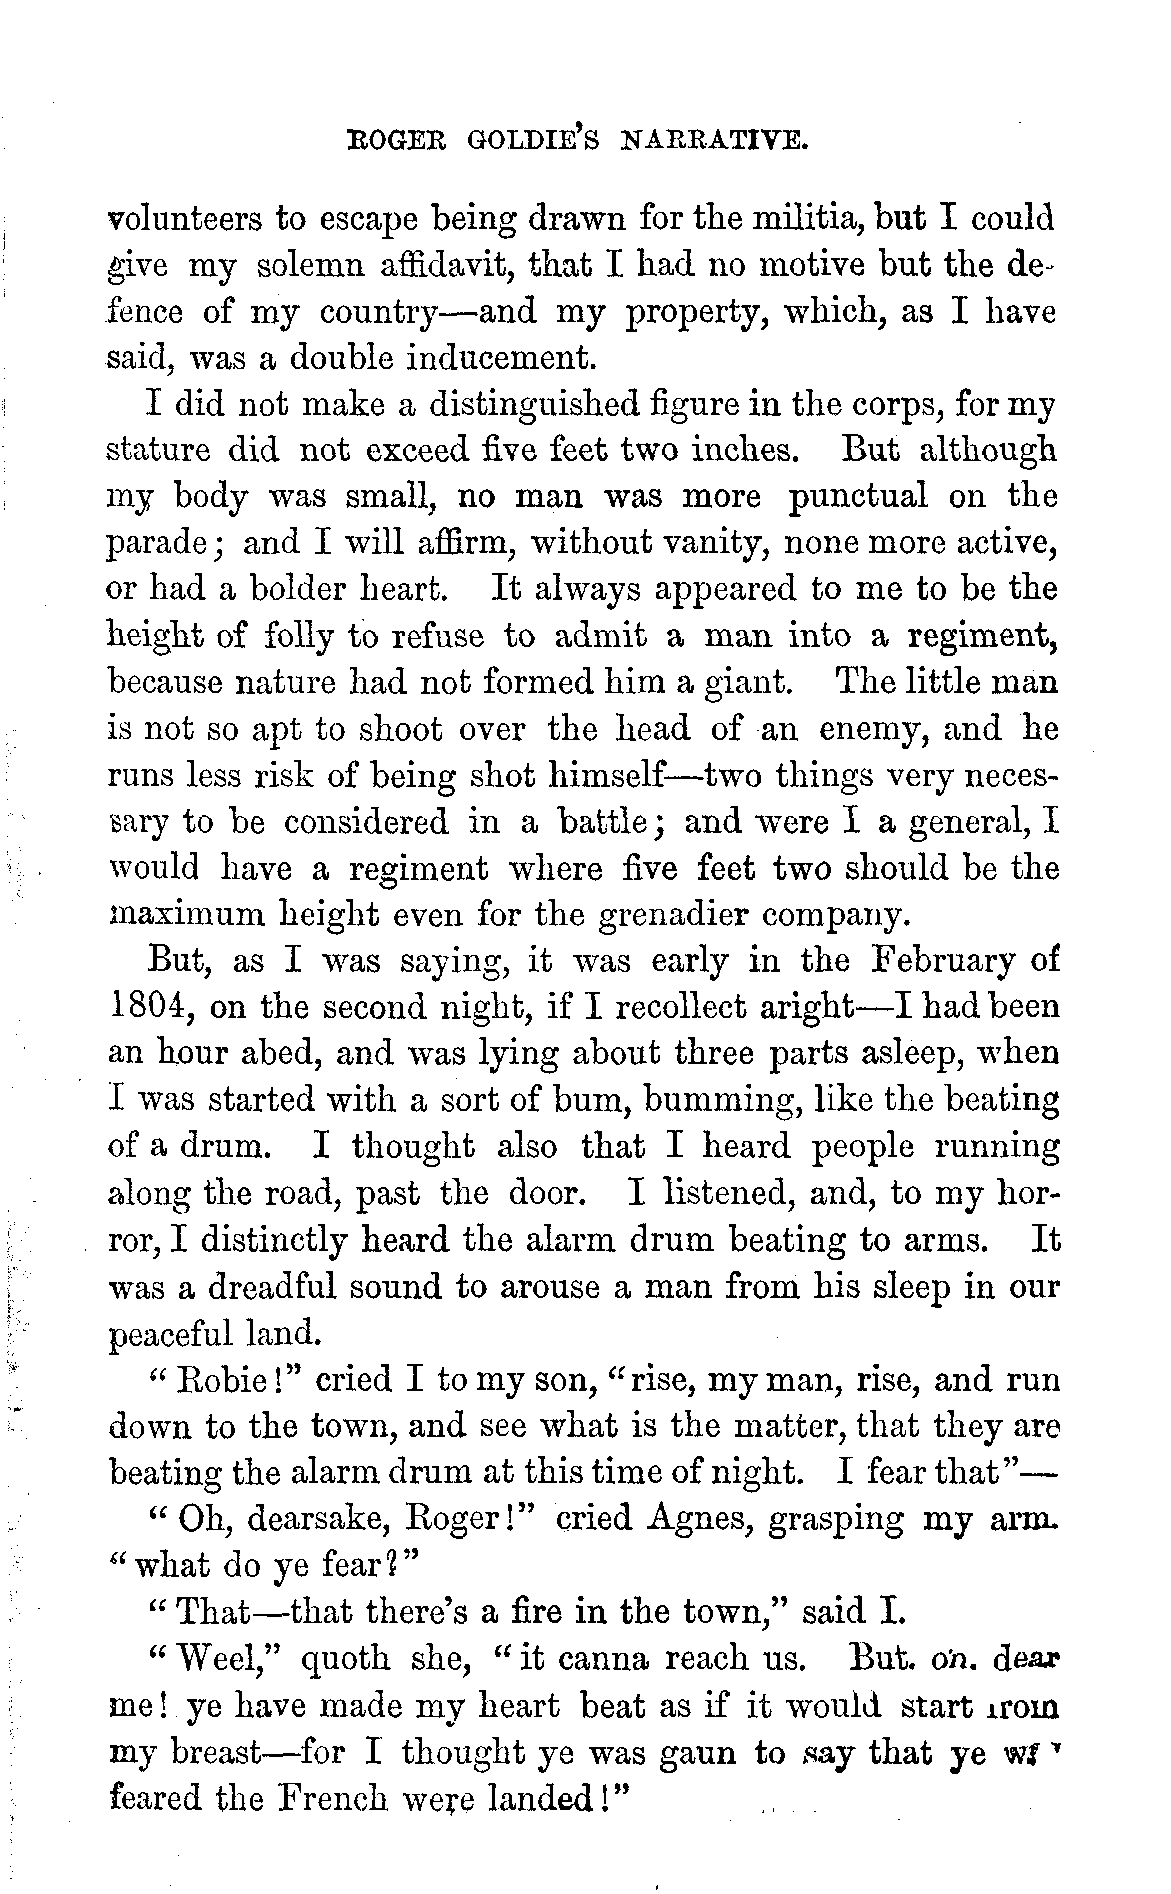 ROGER GOLDIE'S NARRATIVE.
volunteers to escape being drawn for the militia, but I could
give my solemn affidavit, that I had no motive but the de-
fence of my country—and my property, which, as I have
said, was a double inducement.
I did not make a distinguished figure in the corps, for my
stature did not exceed five feet two inches. But although
my body was small, no man was more punctual on the
parade; and I will affirm, without vanity, none more active,
or had a bolder heart. It always appeared to me to be the
height of folly to refuse to admit a man into a regiment,
because nature had not formed him a giant. The little man
is not so apt to shoot over the head of an enemy, and he
runs less risk of being shot himself—two things very neces-
sary to be considered in a battle; and were I a general, I
would have a regiment where five feet two should be the
maximum height even for the grenadier company.
But, as I was saying, it was early in the February of
1804, on the second night, if I recollect aright—I had been
an hour abed, and was lying about three parts asleep, when
I was started with a sort of bum, bumming, like the beating
of a drum. I thought also that I heard people running
along the road, past the door. I listened, and, to my hor-
ror, I distinctly heard the alarm drum beating to arms. It
was a dreadful sound to arouse a man from his sleep in our
peaceful land.
"Robie!" cried I to my son, "rise, my man, rise, and run
down to the town, and see what is the matter, that they are
beating the alarm drum at this time of night. I fear that"—
"Oh, dearsake, Roger!" cried Agnes, grasping my arm.
"what do ye fear?"
"That—that there's a fire in the town," said I.
"Weel," quoth she, "it canna reach us. But. on. dear
me! ye have made my heart beat as if it would start from
my breast—for I thought ye was gaun to say that ye
feared the French were landed!"